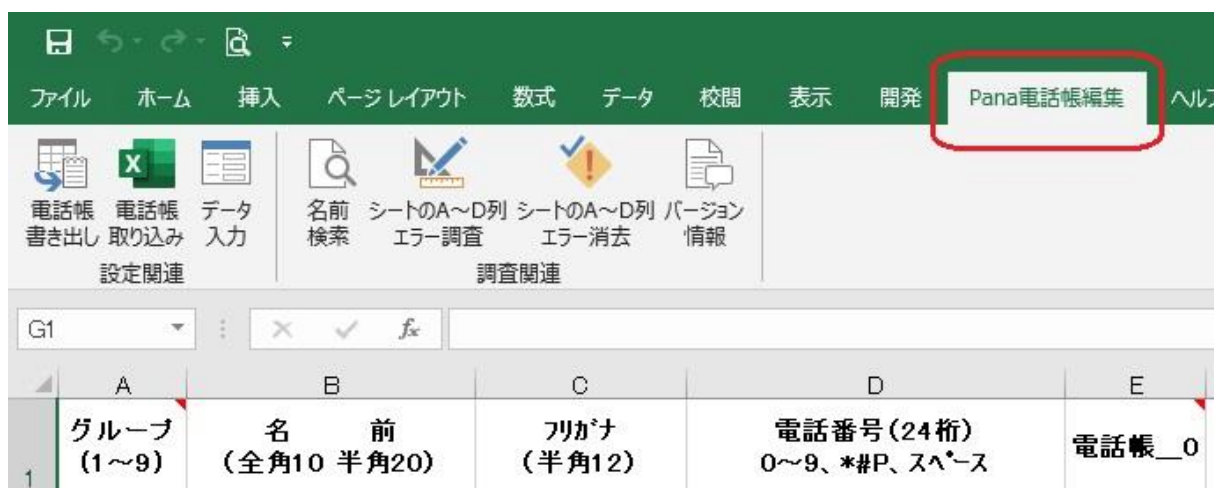 ファイル ホーム 挿入 ページ レイアウト 数式 データ 校閲 表示 開発 Pana電話帳編集
電話帳 電話帳 データ 名前 シートのA～D列 シートのA～D列 バージョン
書き出し 取り込み 入力 検索 エラー調査 エラー消去 情報
設定関連 調査関連
G1 fx
A B C D E
グループ 名 前 フリガナ 電話番号(24桁) 電話帳__0
1 (1～9) (全角10 半角20) (半角12) 0～9、*#P、スペース